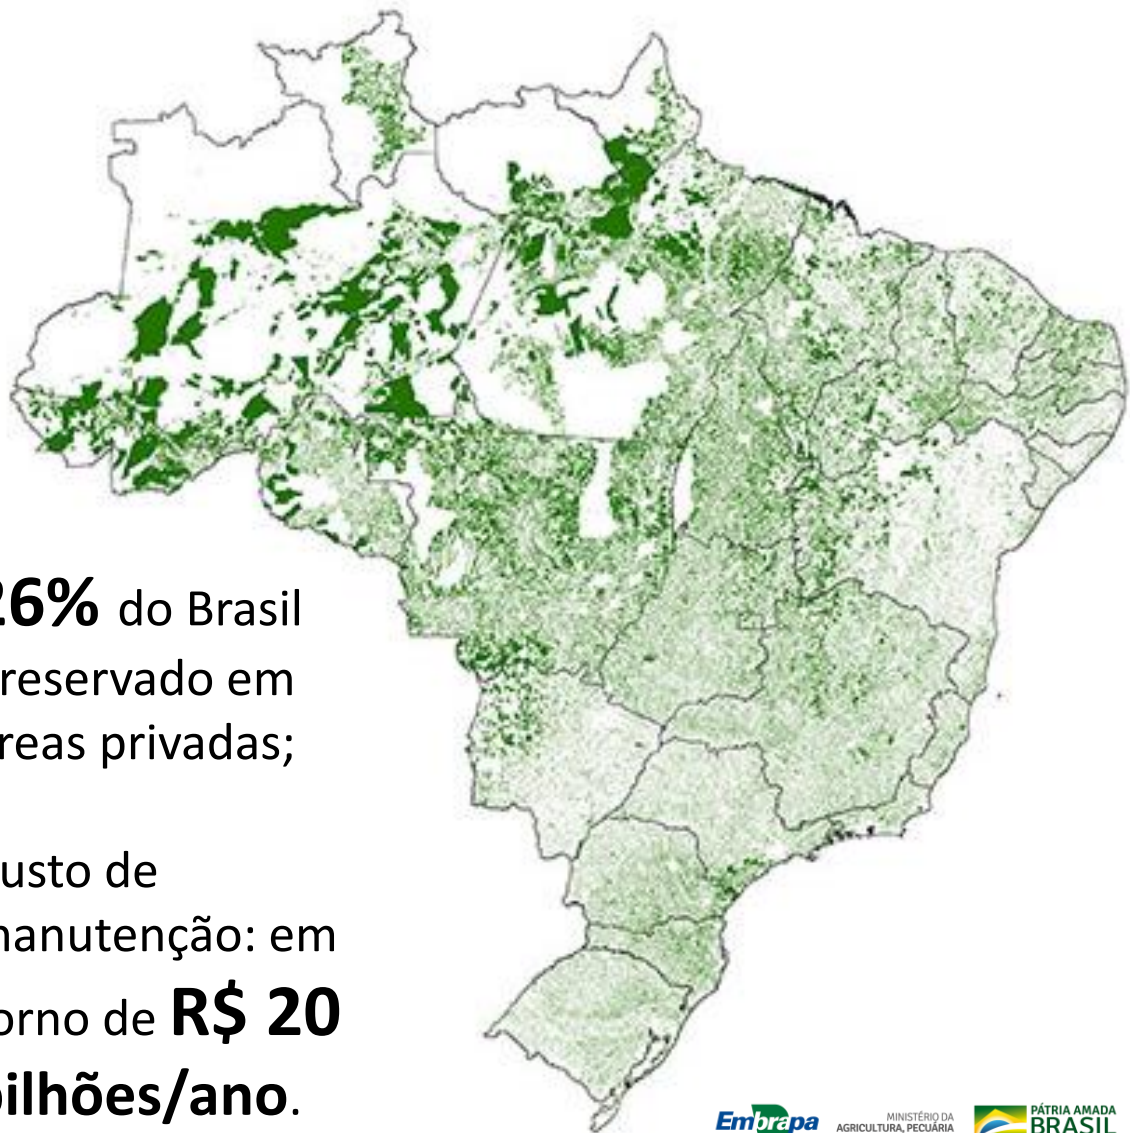 26% do Brasil
reservado em
reas privadas;
usto de
anutenção: em
orno de R$ 20
bilhões/ano.
Embrapa
MINISTÉRIO DA
AGRICULTURA, PECUÁRIA
PÁTRIA AMADA
BRASIL